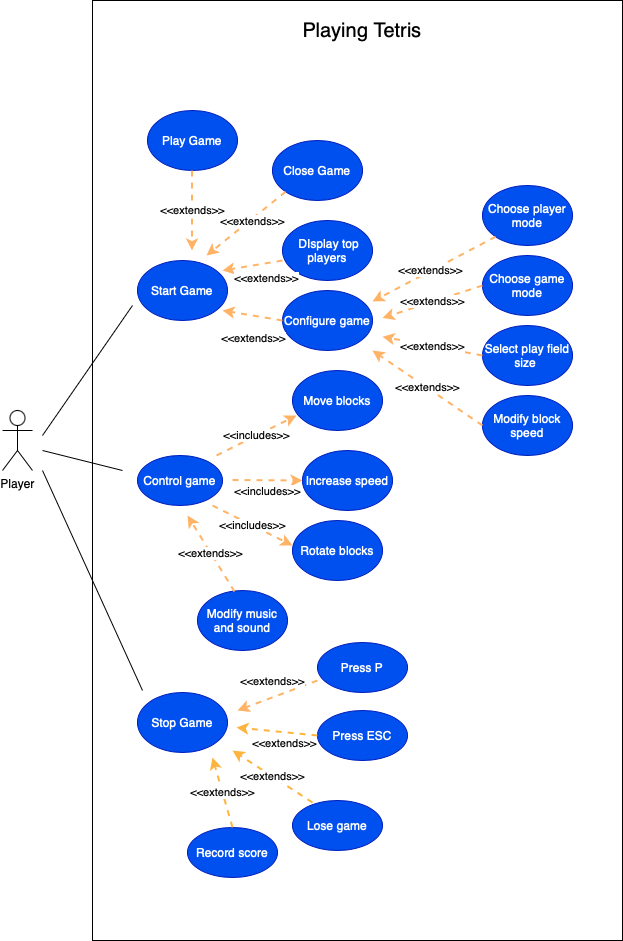 Playing Tetris
Play Game
Close Game
<<extends>>
<<extends>>
Choose player
mode
DIsplay top
players
<<extends>>
<<extends>>
Choose game
mode
Start Game
<<extends>>
Configure game
<<extends>>
<<extends>>
Select play field
size
<<extends>>
Modify block
speed
Move blocks
<<includes>>
Player
Control game
Increase speed
<<includes>>
<<includes>>
Rotate blocks
<<extends>>
Modify music
and sound
Press P
<<extends>>
Stop Game
Press ESC
<<extends>>
<<extends>>
<<extends>>
Lose game
Record score